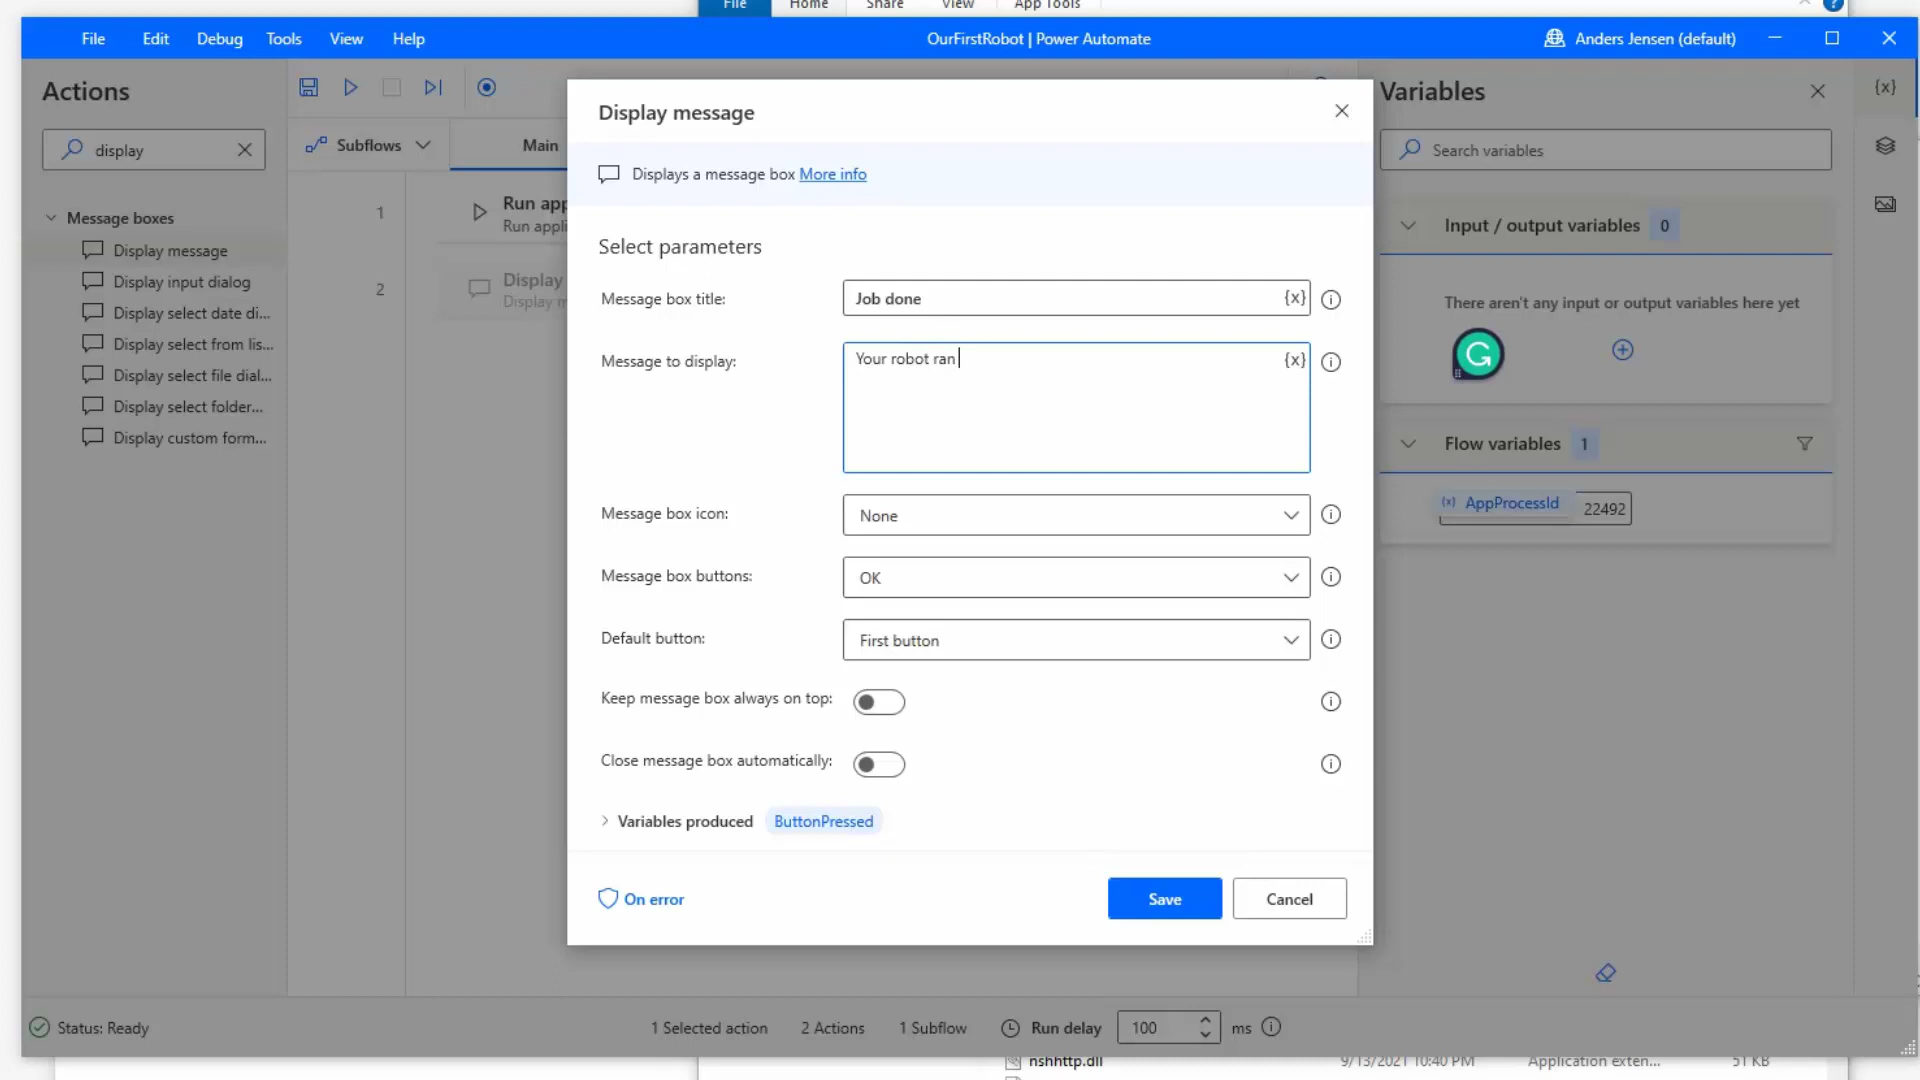 File Home Share View App Tools
File Edit Debug Tools View Help OurFirstRobot | Power Automate Anders Jensen (default)
Actions
display
Message boxes
Display message
Display input dialog
Display select date di...
Display select from lis...
Display select file dial...
Display select folder...
Display custom form...
Subflows Main
1 Run app
Run appli
2 Display
Display m
Display message
Displays a message box More info
Select parameters
Message box title: Job done {x}
Message to display: Your robot ran {x}
Message box icon: None
Message box buttons: OK
Default button: First button
Keep message box always on top:
Close message box automatically:
Variables produced ButtonPressed
On error Save Cancel
Variables {x}
Search variables
Input / output variables 0
There aren't any input or output variables here yet
Flow variables 1
{x} AppProcessId 22492
Status: Ready 1 Selected action 2 Actions 1 Subflow Run delay 100 ms
nshhttp.dll 9/13/2021 10:40 PM Application exten... 51 KB